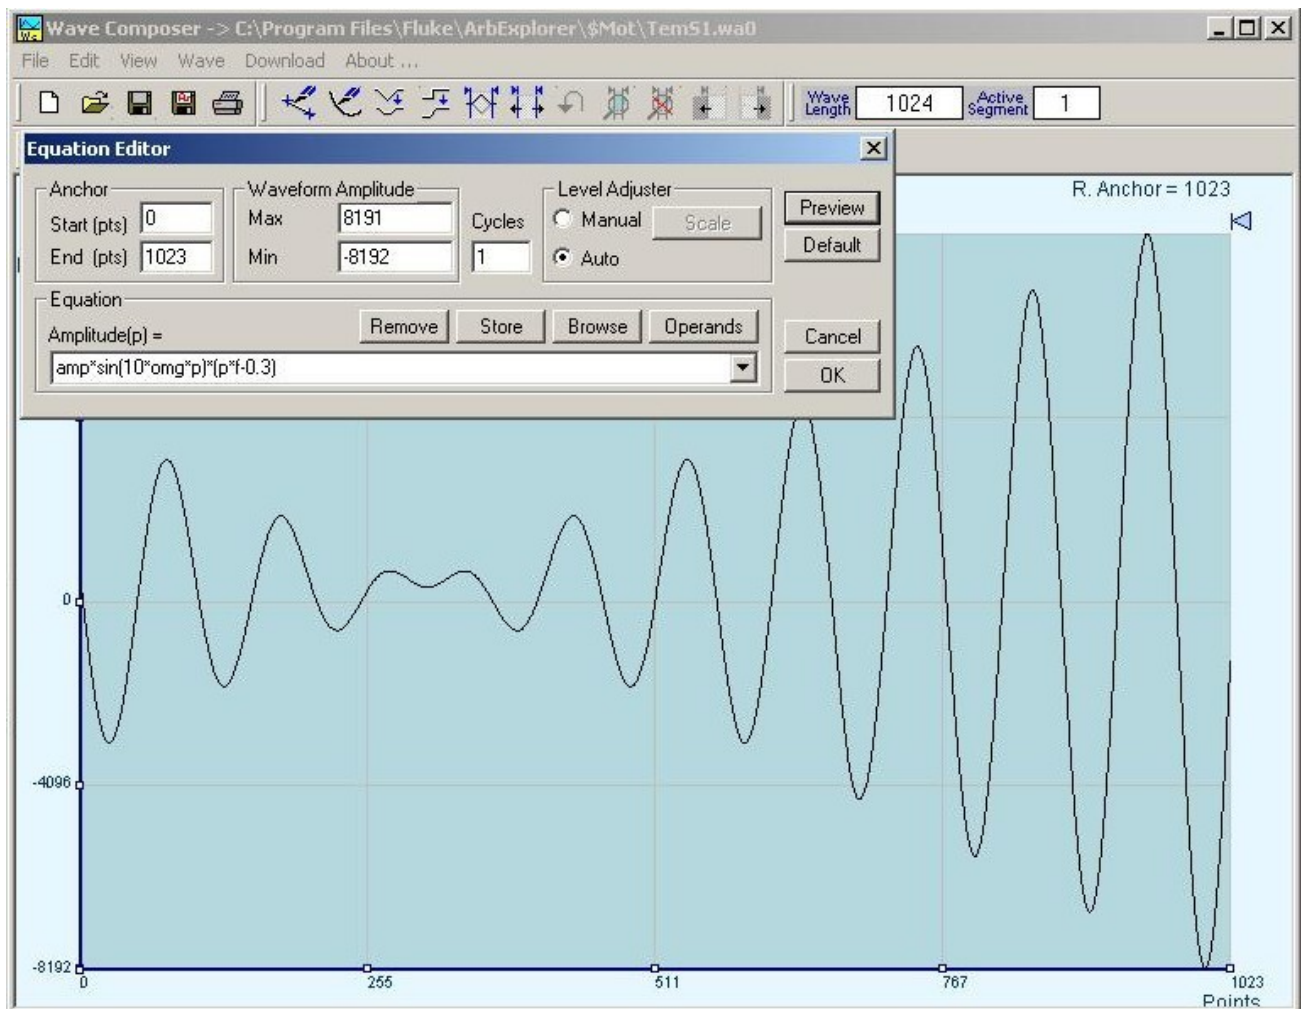 Wave Composer -> C:\Program Files\Fluke\ArbExplorer\$Mot\Tem51.wa0
File Edit View Wave Download About ...
Wave Length 1024 Active Segment 1
Equation Editor
R. Anchor = 1023
Anchor
Start (pts) 0
End (pts) 1023
Waveform Amplitude
Max 8191
Min -8192
Cycles
1
Level Adjuster
Manual Scale
Auto
Preview
Default
Equation
Amplitude(p) =
Remove Store Browse Operands
amp*sin(10*omg*p)*(p*f-0.3)
Cancel
OK
0
-4096
-8192
0 255 511 767 1023
Points